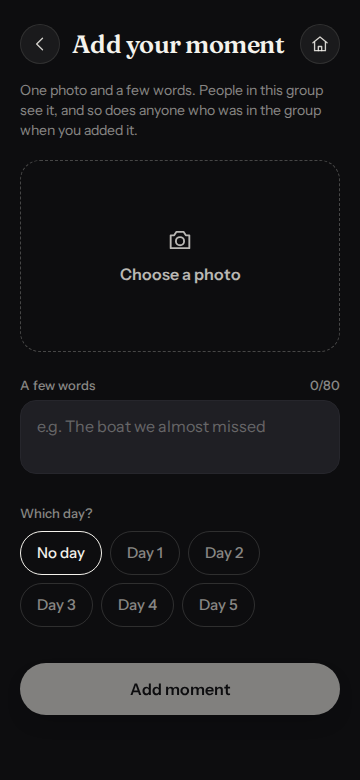 Add your moment
One photo and a few words. People in this group
see it, and so does anyone who was in the group
when you added it.
Choose a photo
A few words 0/80
e.g. The boat we almost missed
Which day?
No day Day 1 Day 2
Day 3 Day 4 Day 5
Add moment